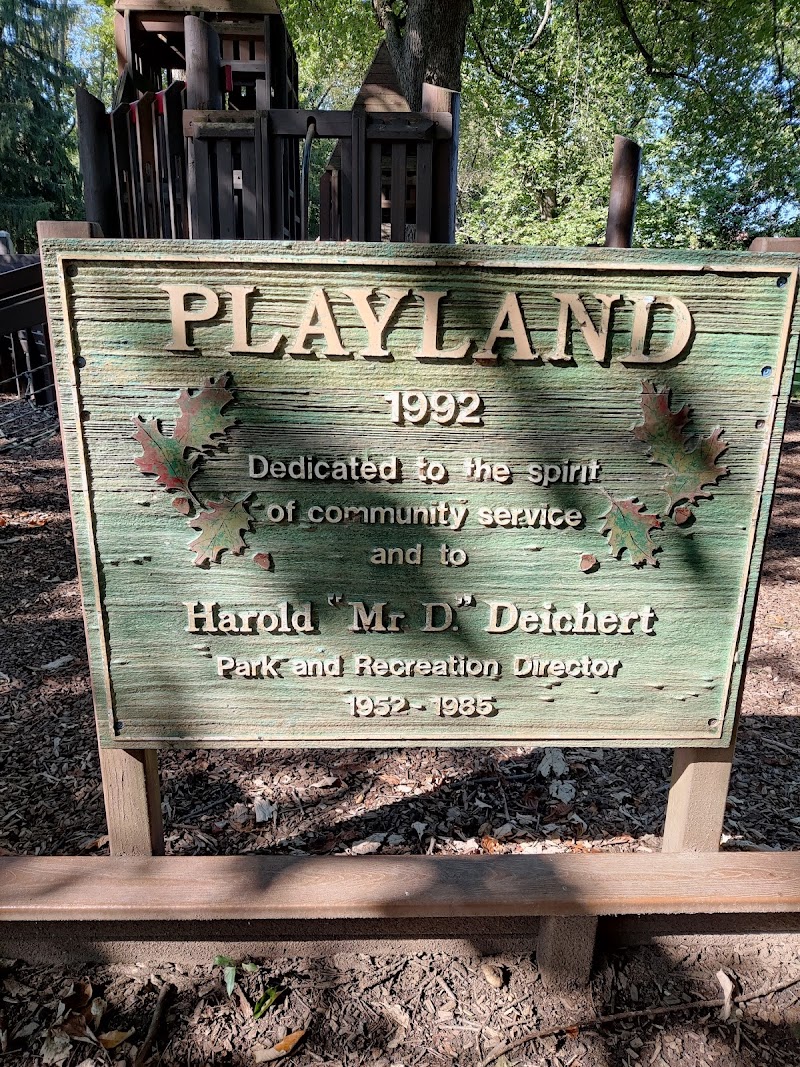 PLAYLAND
1992
Dedicated to the spirit
of community service
and to
Harold "Mr D." Deichert
Park and Recreation Director
1952 - 1985